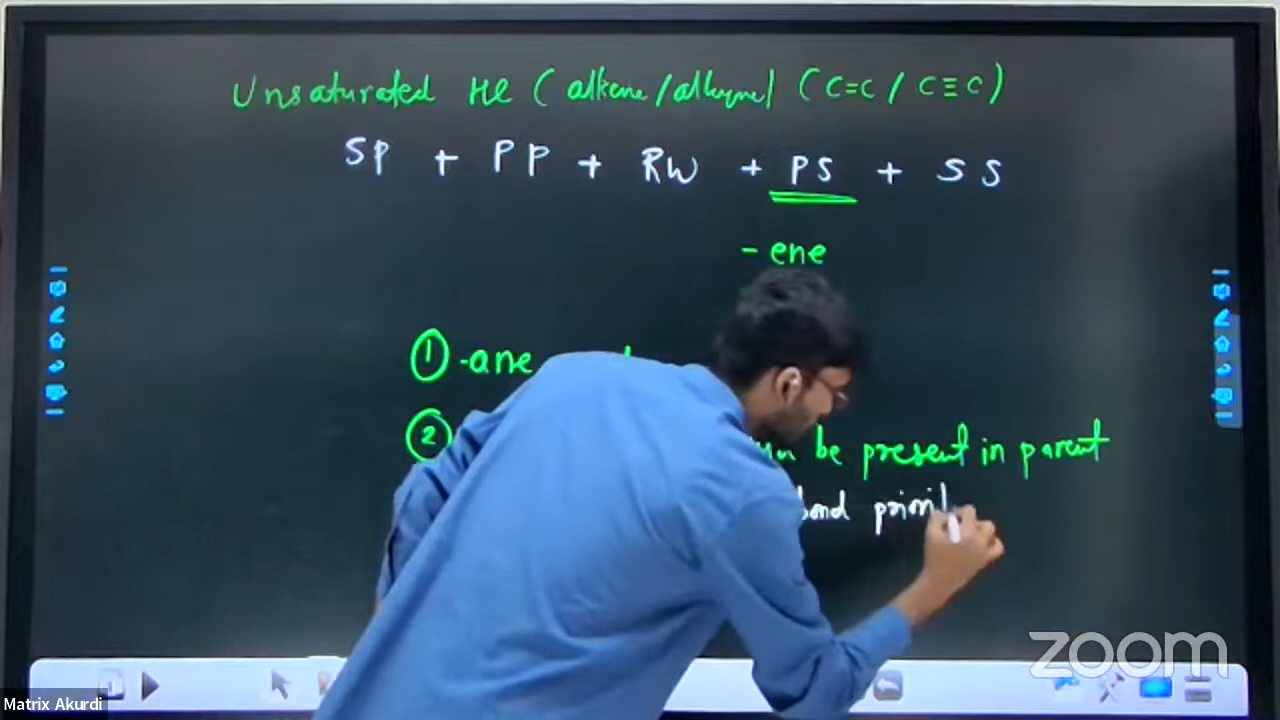 Unsaturated HC (alkene/alkyne) (C=C / C≡C)
SP + PP + RW + PS + SS
- ene
1 -ane
2 be present in parent
bond priorit
zoom
Matrix Akurdi